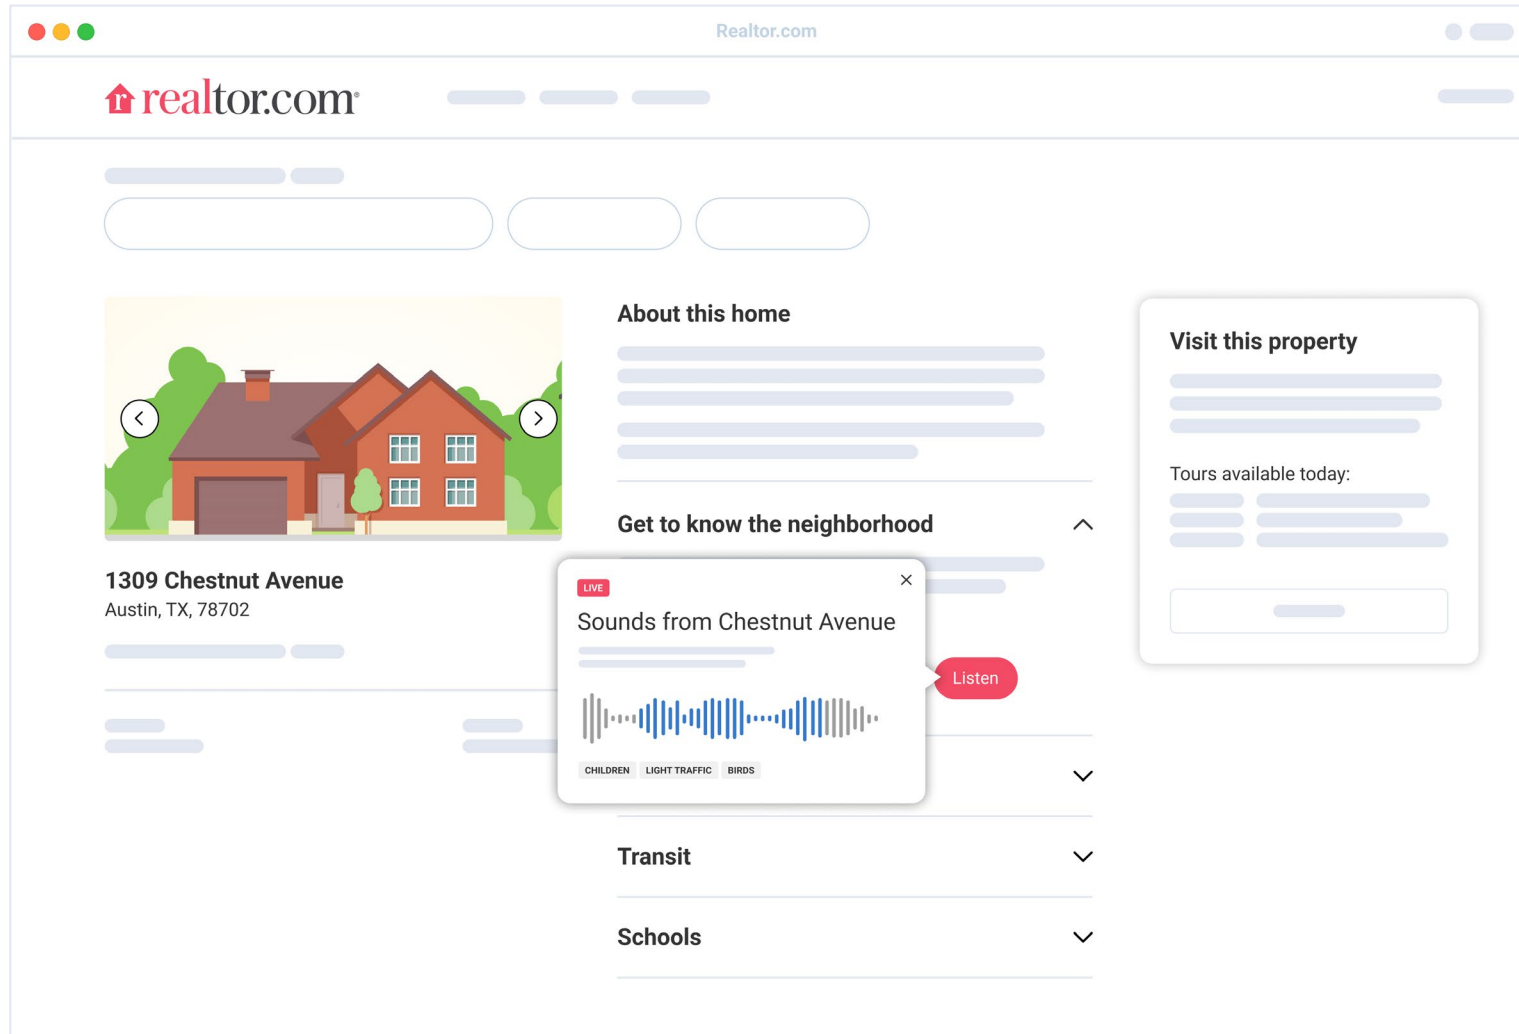 Realtor.com
realtor.com®
About this home
Visit this property
Tours available today:
Get to know the neighborhood
1309 Chestnut Avenue
Austin, TX, 78702
LIVE
Sounds from Chestnut Avenue
Listen
CHILDREN LIGHT TRAFFIC BIRDS
Transit
Schools